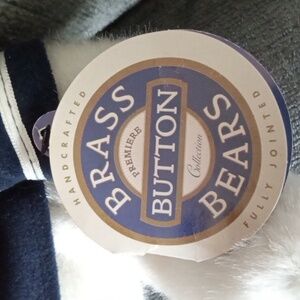 HANDCRAFTED
BRASS
PREMIERE
BUTTON
Collection
BEARS
FULLY JOINTED